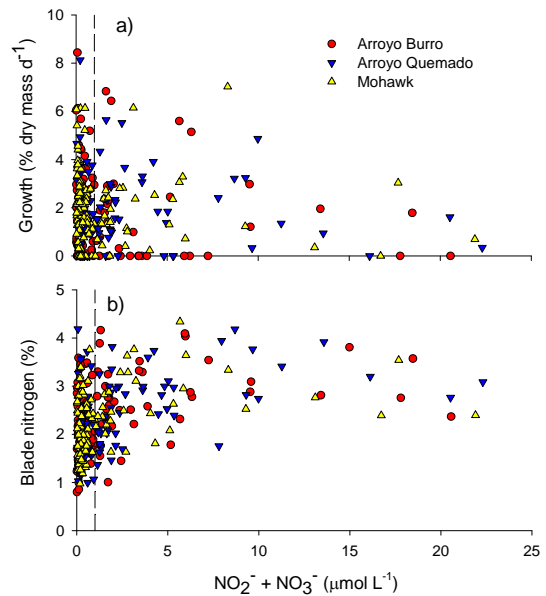 a)
Arroyo Burro
Arroyo Quemado
Mohawk
Growth (% dry mass d⁻¹)
10
8
6
4
2
0
b)
Blade nitrogen (%)
5
4
3
2
1
0
0 5 10 15 20 25
NO₂⁻ + NO₃⁻ (μmol L⁻¹)